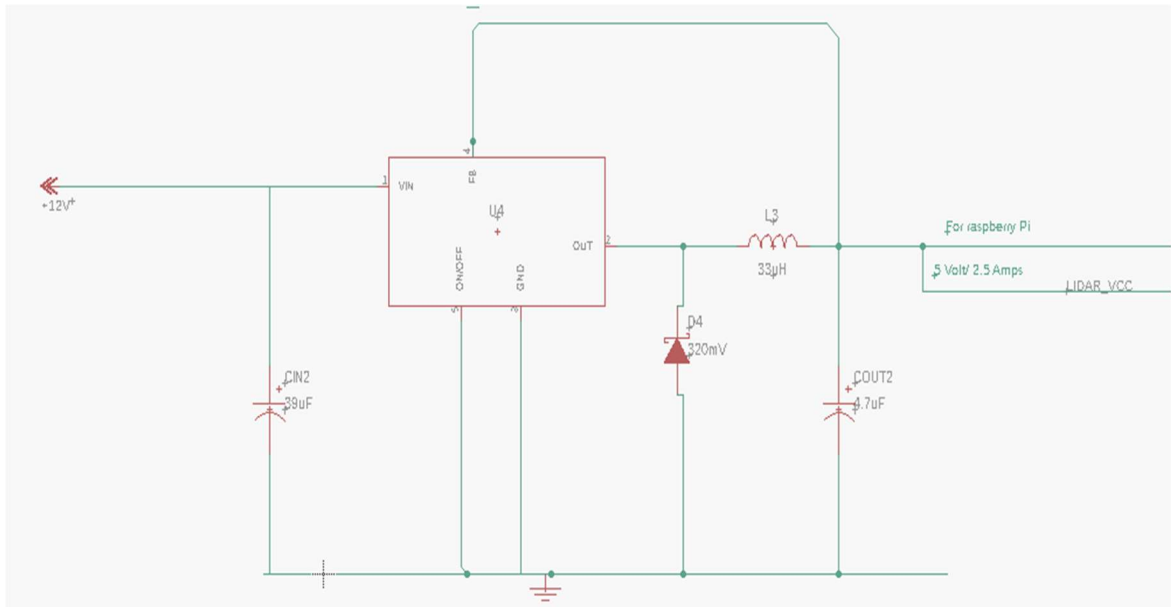 4
FB
1
VIN
+12V
U4
OUT
2
L3
33µH
For raspberry Pi
5 Volt/ 2.5 Amps
LIDAR_VCC
ON/OFF
GND
5
D4
320mV
CIN2
39uF
COUT2
4.7uF